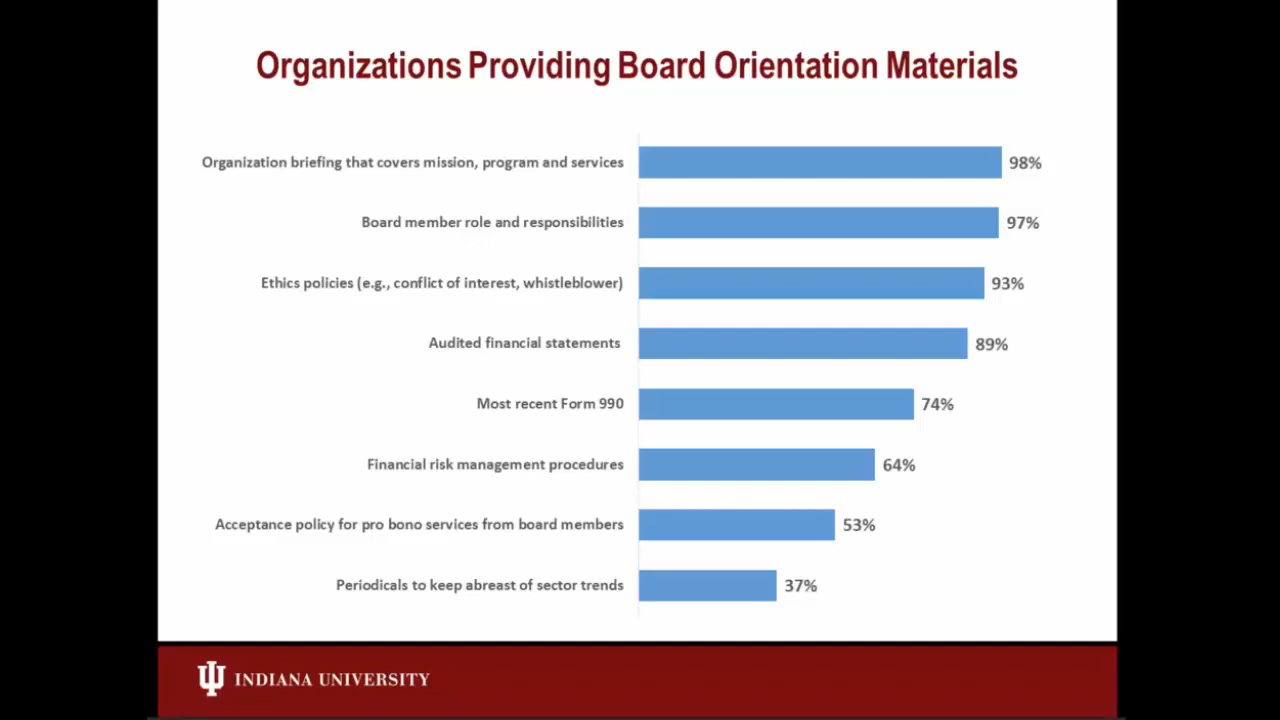 Organizations Providing Board Orientation Materials
Organization briefing that covers mission, program and services 98%
Board member role and responsibilities 97%
Ethics policies (e.g., conflict of interest, whistleblower) 93%
Audited financial statements 89%
Most recent Form 990 74%
Financial risk management procedures 64%
Acceptance policy for pro bono services from board members 53%
Periodicals to keep abreast of sector trends 37%
INDIANA UNIVERSITY